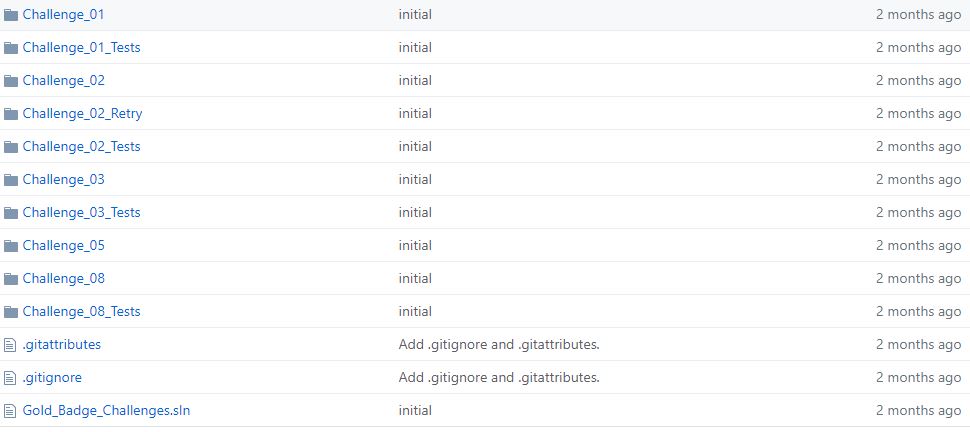 Challenge_01 initial 2 months ago
Challenge_01_Tests initial 2 months ago
Challenge_02 initial 2 months ago
Challenge_02_Retry initial 2 months ago
Challenge_02_Tests initial 2 months ago
Challenge_03 initial 2 months ago
Challenge_03_Tests initial 2 months ago
Challenge_05 initial 2 months ago
Challenge_08 initial 2 months ago
Challenge_08_Tests initial 2 months ago
.gitattributes Add .gitignore and .gitattributes. 2 months ago
.gitignore Add .gitignore and .gitattributes. 2 months ago
Gold_Badge_Challenges.sln initial 2 months ago